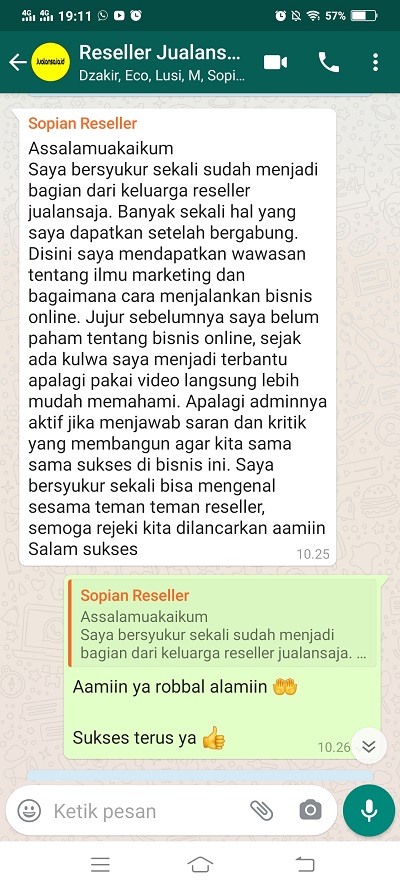 4G 4G 19:11 57%
Jualansaja.id
Reseller Jualans...
Dzakir, Eco, Lusi, M, Sopi...
Sopian Reseller
Assalamuakaikum
Saya bersyukur sekali sudah menjadi
bagian dari keluarga reseller
jualansaja. Banyak sekali hal yang
saya dapatkan setelah bergabung.
Disini saya mendapatkan wawasan
tentang ilmu marketing dan
bagaimana cara menjalankan bisnis
online. Jujur sebelumnya saya belum
paham tentang bisnis online, sejak
ada kulwa saya menjadi terbantu
apalagi pakai video langsung lebih
mudah memahami. Apalagi adminnya
aktif jika menjawab saran dan kritik
yang membangun agar kita sama
sama sukses di bisnis ini. Saya
bersyukur sekali bisa mengenal
sesama teman teman reseller,
semoga rejeki kita dilancarkan aamiin
Salam sukses
10.25
Sopian Reseller
Assalamuakaikum
Saya bersyukur sekali sudah menjadi
bagian dari keluarga reseller jualansaja. ...
Aamiin ya robbal alamiin 🤲
Sukses terus ya 👍
10.26
Ketik pesan